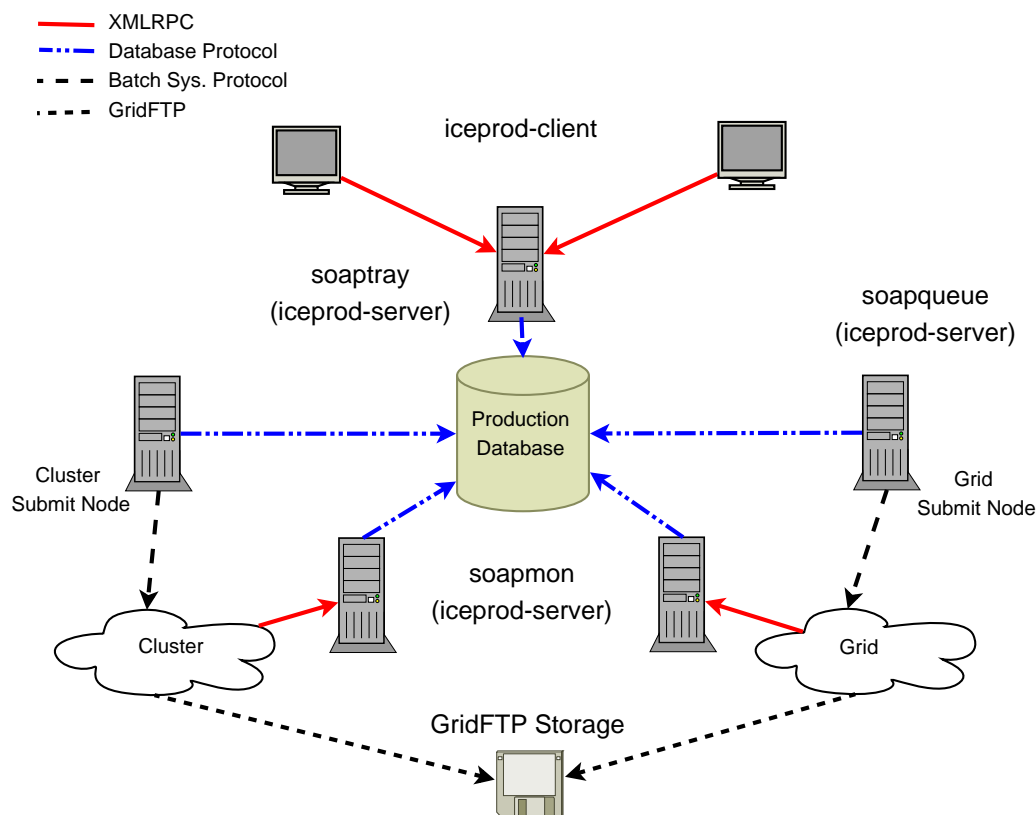 XMLRPC
Database Protocol
Batch Sys. Protocol
GridFTP
iceprod-client
soaptray
(iceprod-server)
soapqueue
(iceprod-server)
Production
Database
Cluster
Submit Node
Grid
Submit Node
soapmon
(iceprod-server)
Cluster
Grid
GridFTP Storage